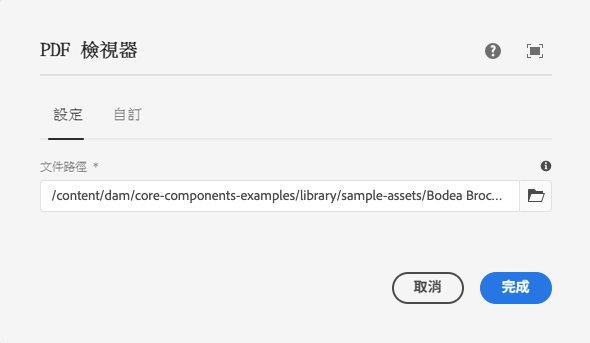 PDF 檢視器
設定 自訂
文件路徑 *
/content/dam/core-components-examples/library/sample-assets/Bodea Broc...
取消 完成